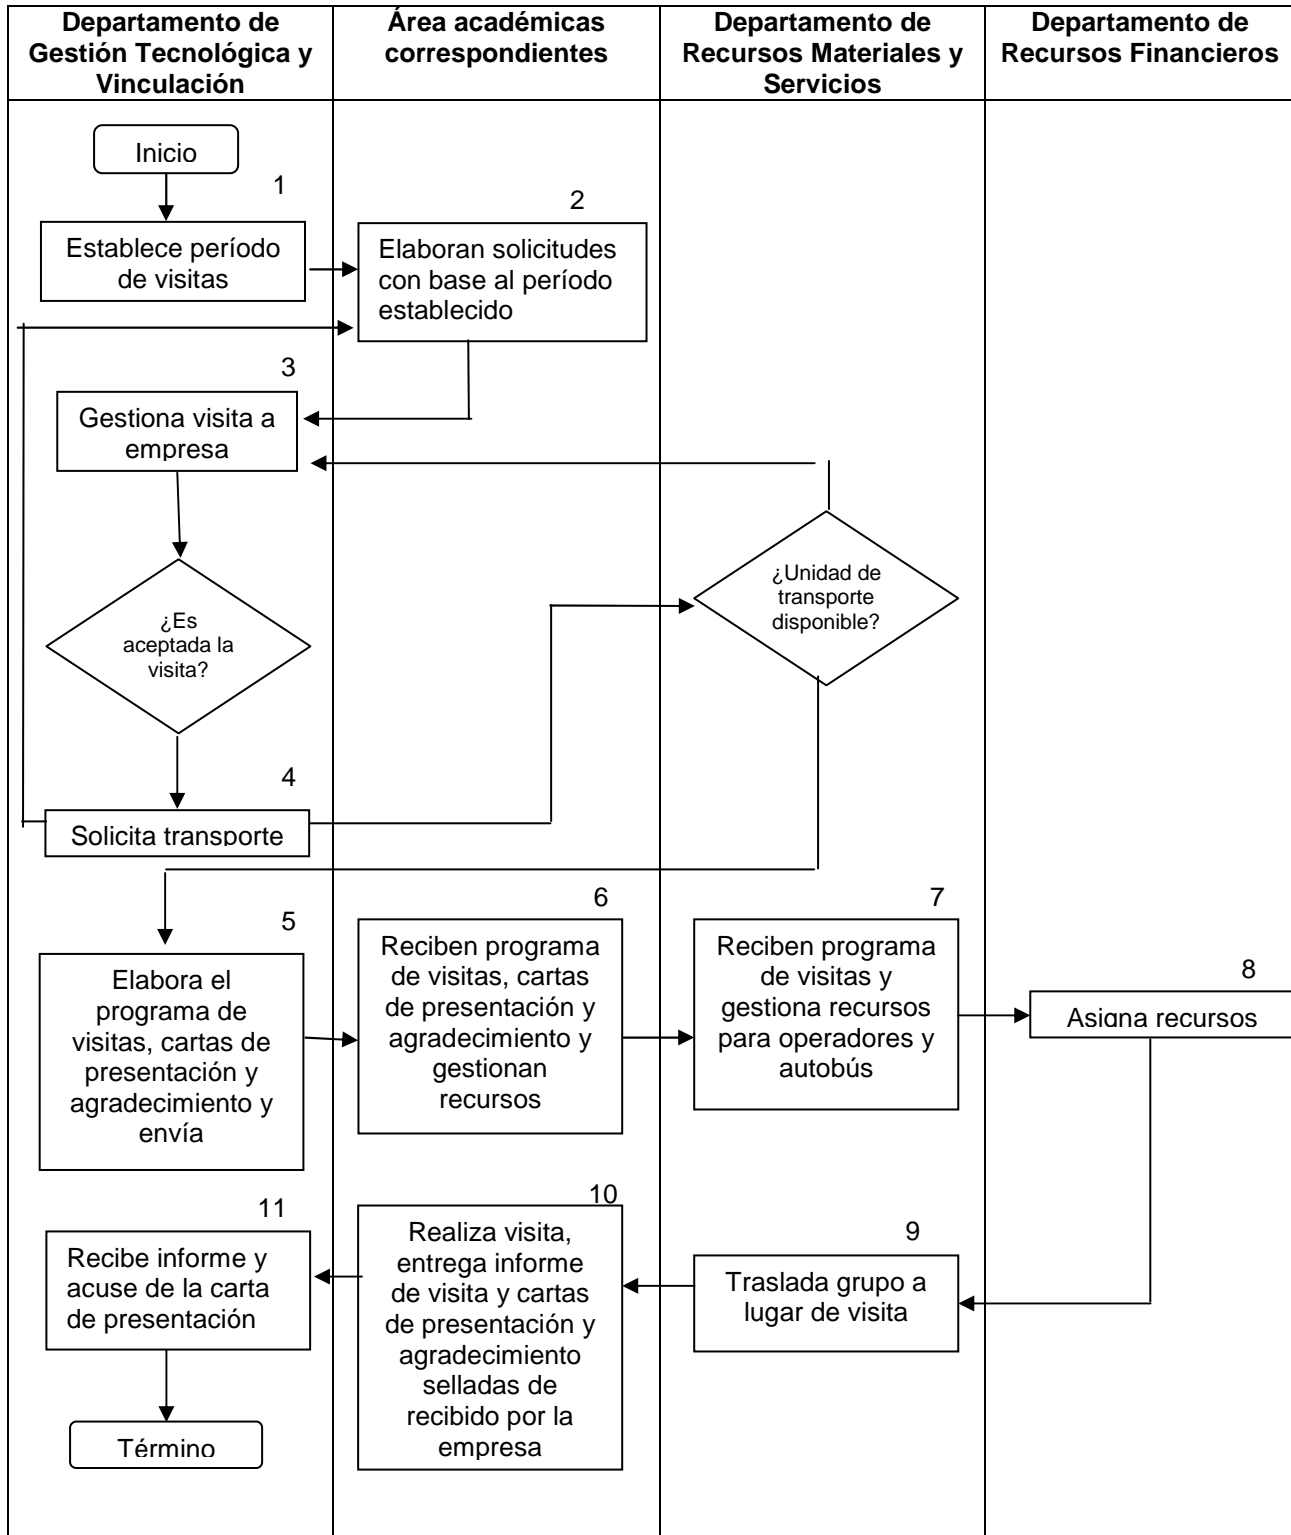 Departamento de
Gestión Tecnológica y
Vinculación
Área académicas
correspondientes
Departamento de
Recursos Materiales y
Servicios
Departamento de
Recursos Financieros
Inicio
1
Establece período
de visitas
2
Elaboran solicitudes
con base al período
establecido
3
Gestiona visita a
empresa
¿Es
aceptada la
visita?
¿Unidad de
transporte
disponible?
4
Solicita transporte
5
Elabora el
programa de
visitas, cartas de
presentación y
agradecimiento y
envía
6
Reciben programa
de visitas, cartas
de presentación y
agradecimiento y
gestionan
recursos
7
Reciben programa
de visitas y
gestiona recursos
para operadores y
autobús
8
Asigna recursos
9
Traslada grupo a
lugar de visita
10
Realiza visita,
entrega informe
de visita y cartas
de presentación y
agradecimiento
selladas de
recibido por la
empresa
11
Recibe informe y
acuse de la carta
de presentación
Término